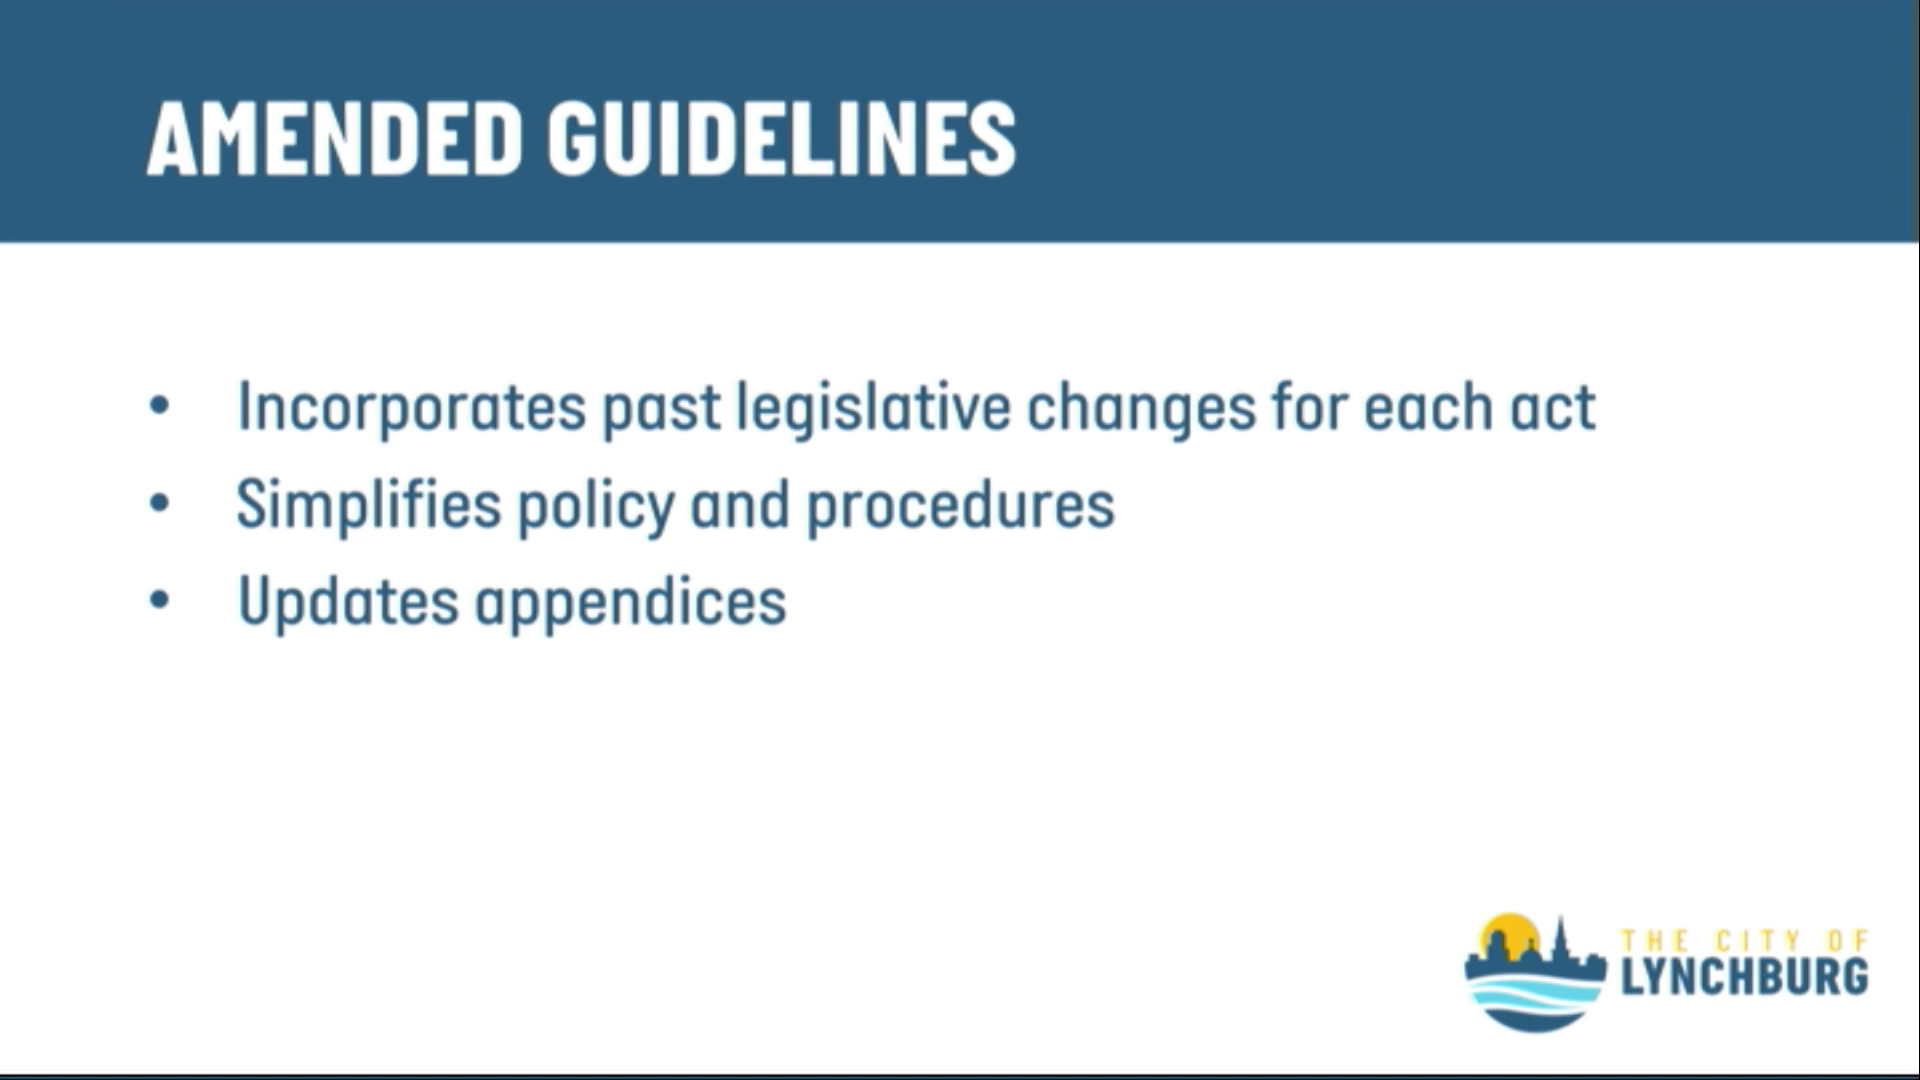 AMENDED GUIDELINES
• Incorporates past legislative changes for each act
• Simplifies policy and procedures
• Updates appendices
THE CITY OF
LYNCHBURG